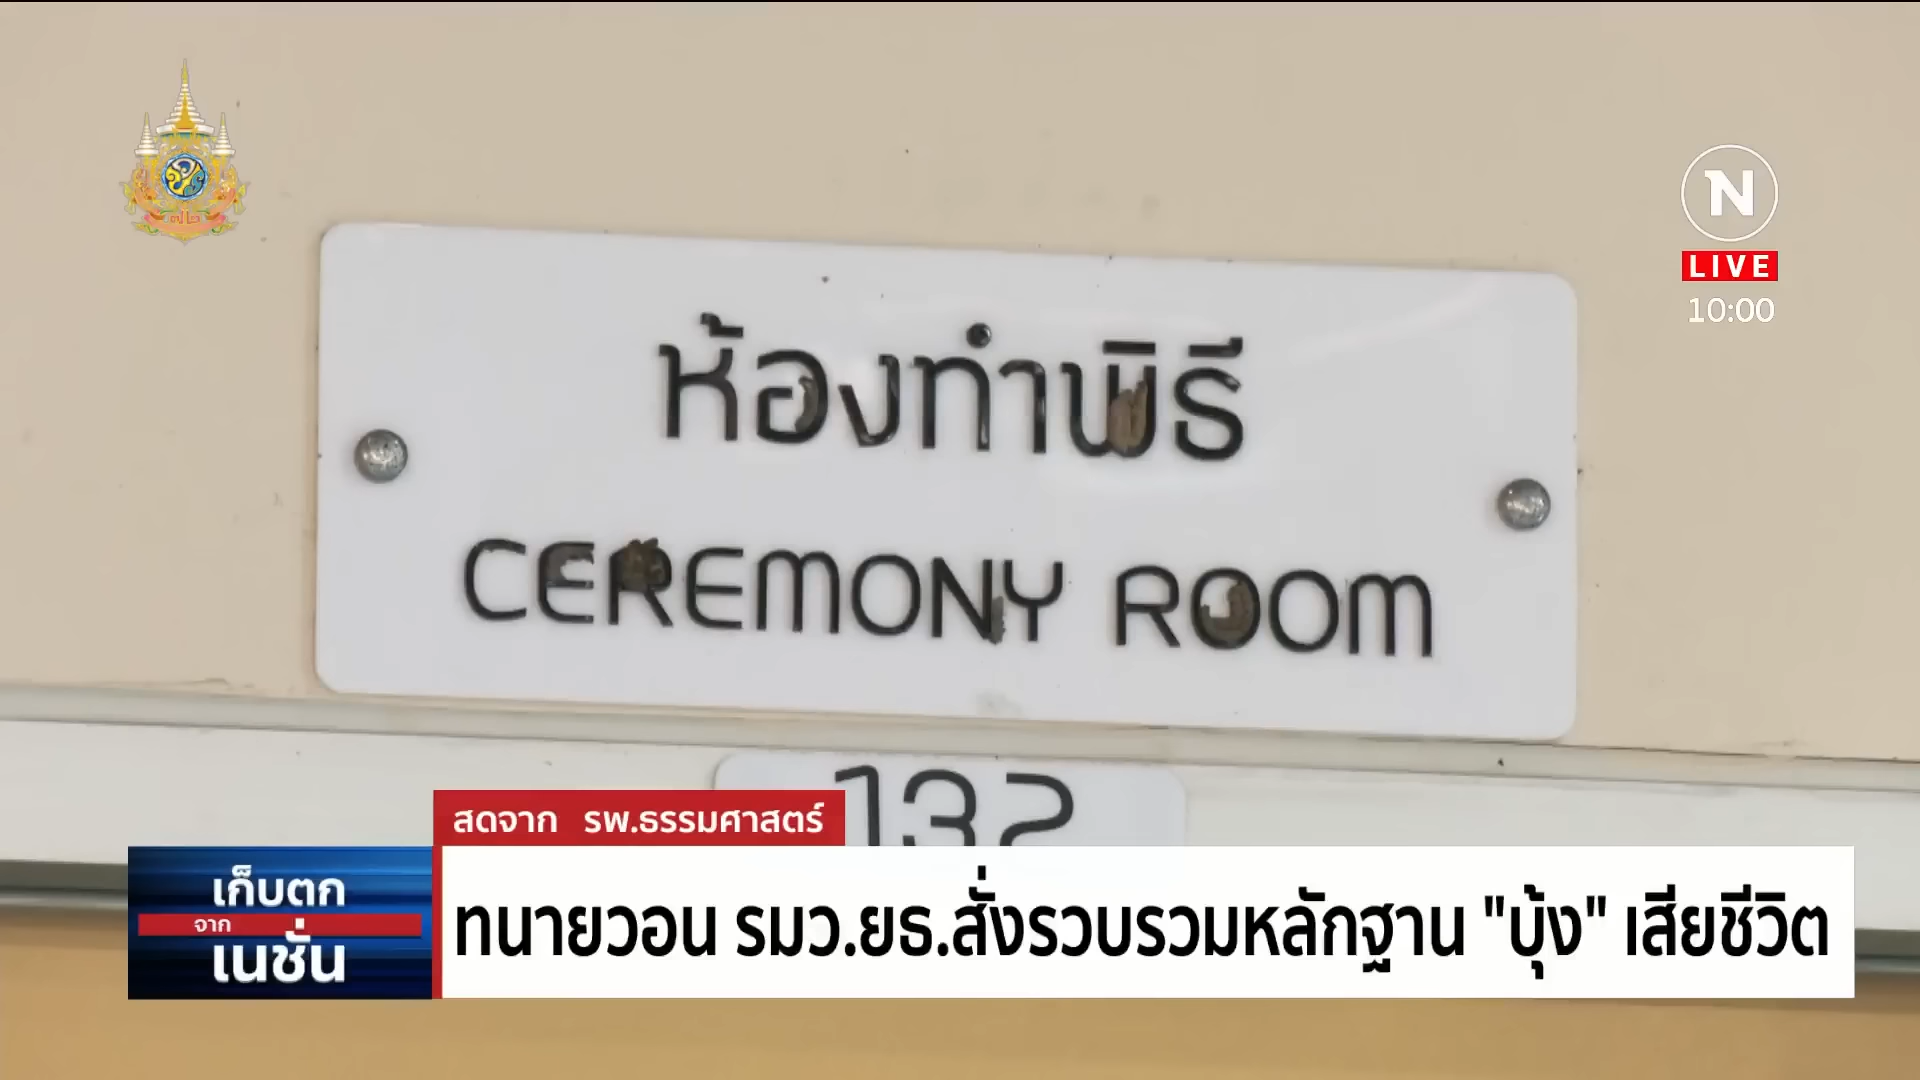 N
LIVE
10:00
ห้องทำพิธี
CEREMONY ROOM
132
สดจาก รพ.ธรรมศาสตร์
เก็บตก
จาก
เนชั่น
ทนายวอน รมว.ยธ.สั่งรวบรวมหลักฐาน "บุ้ง" เสียชีวิต